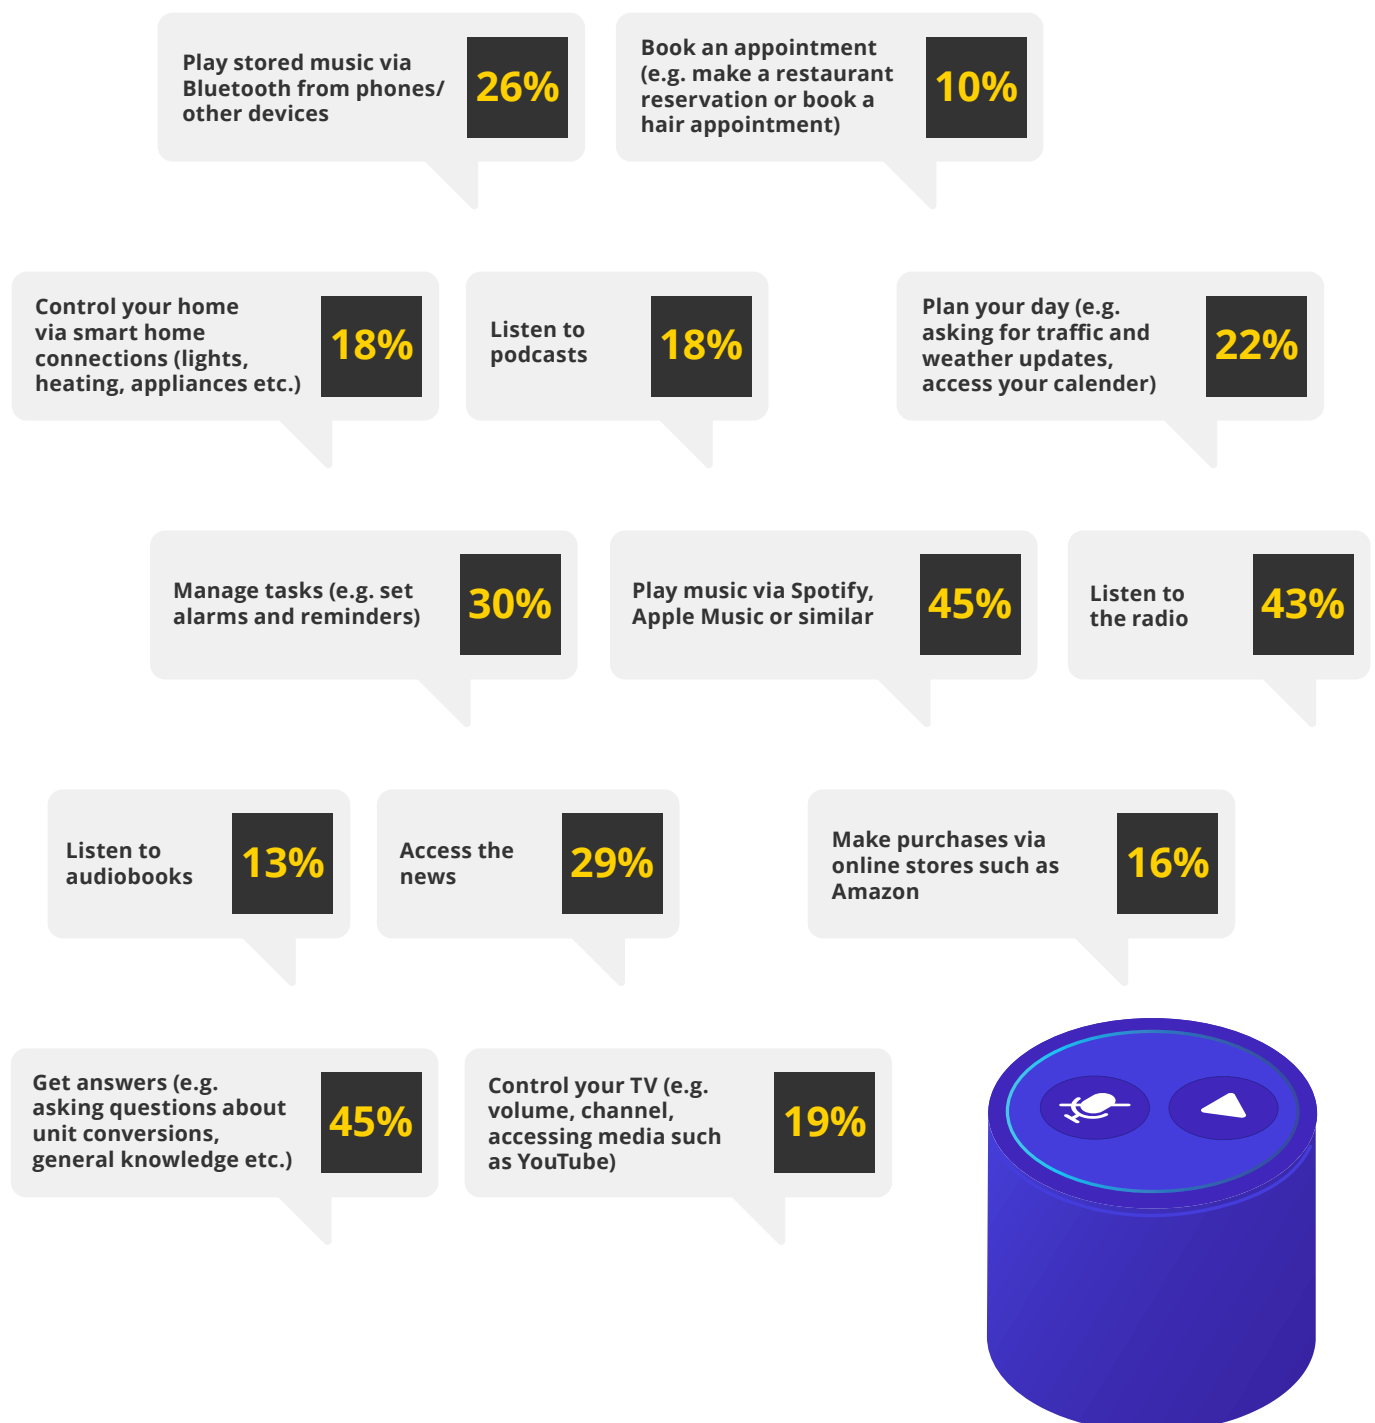 Play stored music via
Bluetooth from phones/
other devices
26%
Book an appointment
(e.g. make a restaurant
reservation or book a
hair appointment)
10%
Control your home
via smart home
connections (lights,
heating, appliances etc.)
18%
Listen to
podcasts
18%
Plan your day (e.g.
asking for traffic and
weather updates,
access your calender)
22%
Manage tasks (e.g. set
alarms and reminders)
30%
Play music via Spotify,
Apple Music or similar
45%
Listen to
the radio
43%
Listen to
audiobooks
13%
Access the
news
29%
Make purchases via
online stores such as
Amazon
16%
Get answers (e.g.
asking questions about
unit conversions,
general knowledge etc.)
45%
Control your TV (e.g.
volume, channel,
accessing media such
as YouTube)
19%